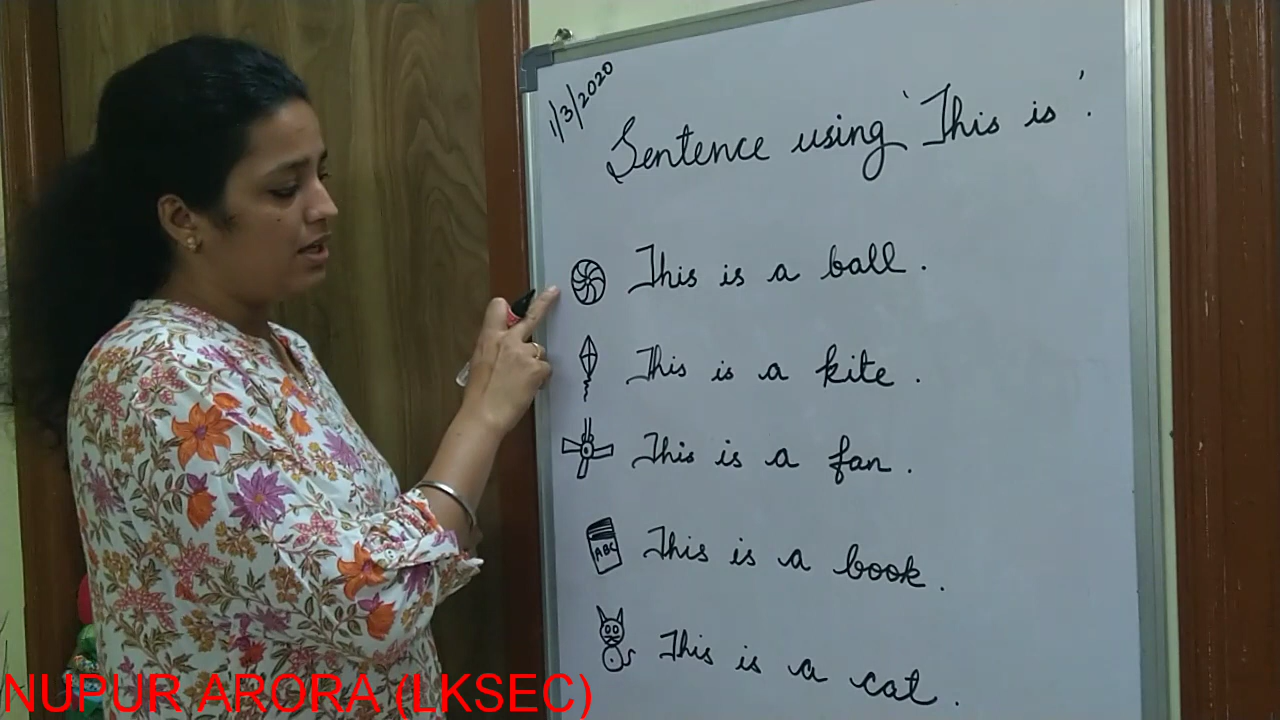 1/3/2020
Sentence using 'This is'.
This is a ball.
This is a kite.
This is a fan.
ABC
This is a book.
This is a cat.
NUPUR ARORA (LKSEC)